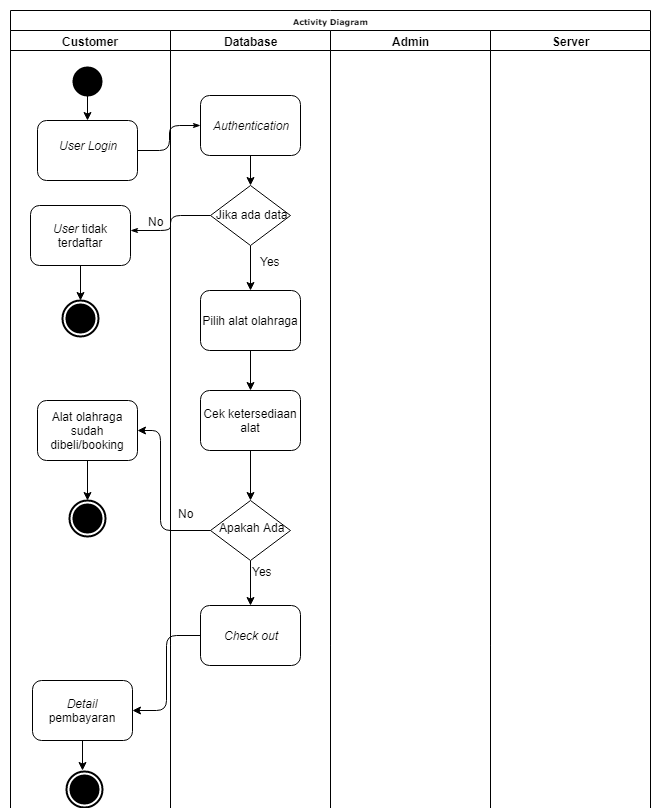 Activity Diagram
Customer
Database
Admin
Server
User Login
Authentication
Jika ada data
No
User tidak
terdaftar
Yes
Pilih alat olahraga
Cek ketersediaan
alat
Alat olahraga
sudah
dibeli/booking
No
Apakah Ada
Yes
Check out
Detail
pembayaran